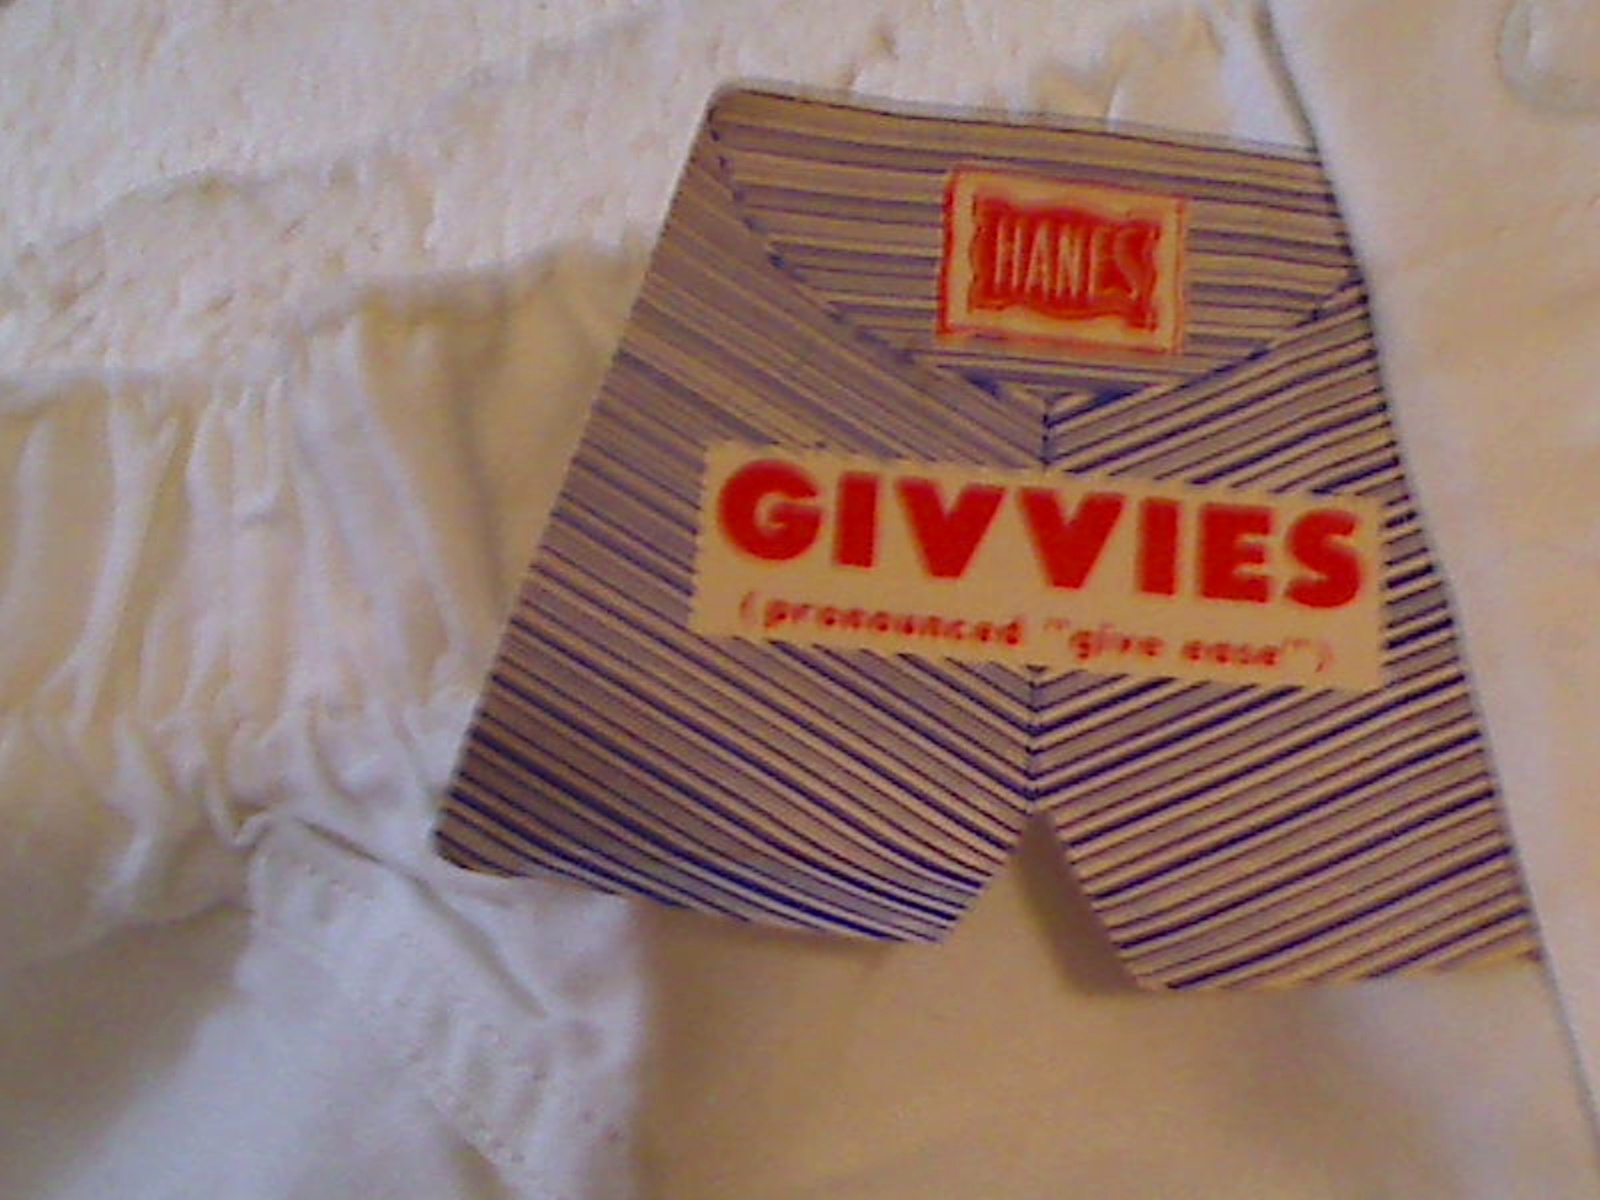 HANES
GIVVIES
(pronounced "give ease")